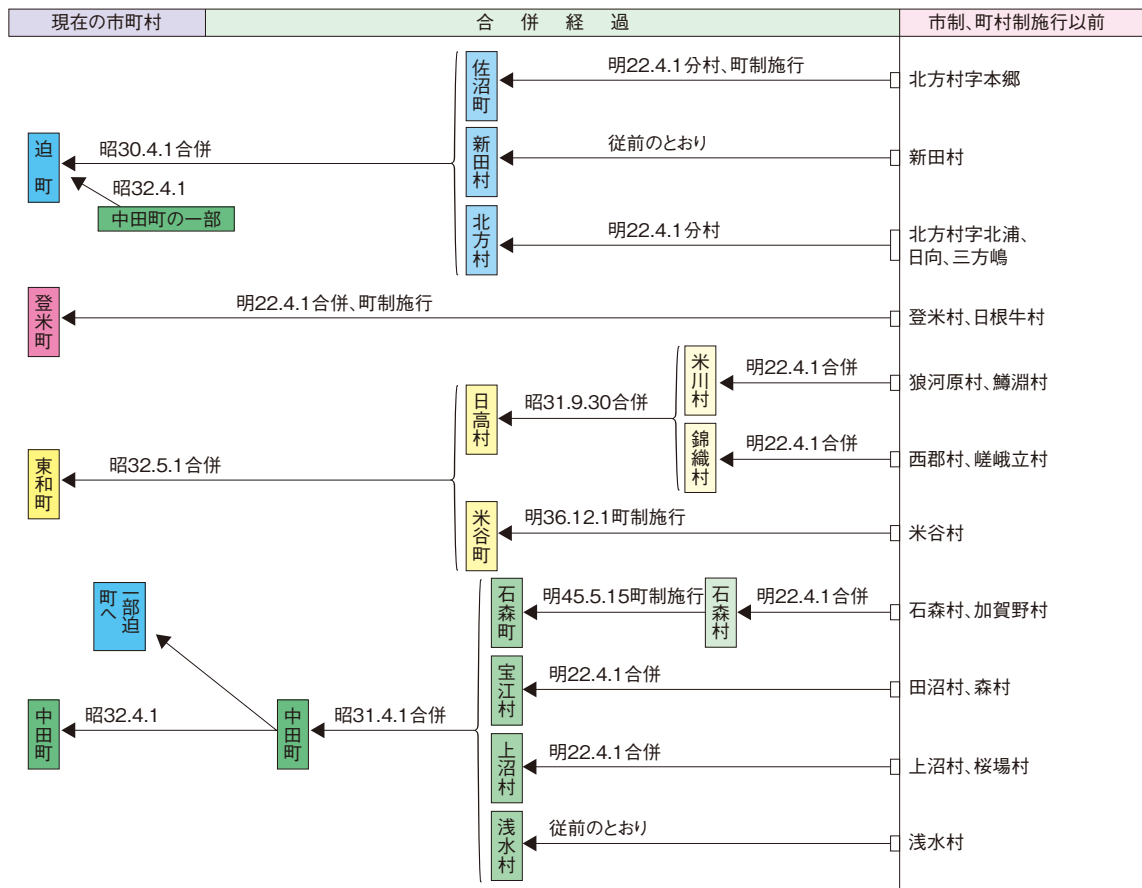 現在の市町村
合併経過
市制、町村制施行以前
佐沼町
明22.4.1分村、町制施行
北方村字本郷
迫町
昭30.4.1合併
新田村
従前のとおり
新田村
昭32.4.1
中田町の一部
北方村
明22.4.1分村
北方村字北浦、
日向、三方嶋
登米町
明22.4.1合併、町制施行
登米村、日根牛村
米川村
明22.4.1合併
狼河原村、鱒淵村
日高村
昭31.9.30合併
錦織村
明22.4.1合併
西郡村、嵯峨立村
東和町
昭32.5.1合併
米谷町
明36.12.1町制施行
米谷村
一部迫
町へ
石森町
明45.5.15町制施行
石森村
明22.4.1合併
石森村、加賀野村
宝江村
明22.4.1合併
田沼村、森村
中田町
昭32.4.1
中田町
昭31.4.1合併
上沼村
明22.4.1合併
上沼村、桜場村
浅水村
従前のとおり
浅水村